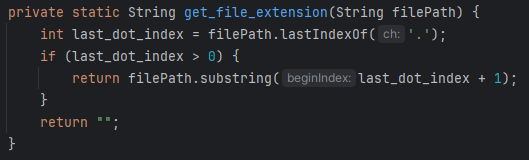 private static String get_file_extension(String filePath) {
    int last_dot_index = filePath.lastIndexOf( ch: '.');
    if (last_dot_index > 0) {
        return filePath.substring( beginIndex: last_dot_index + 1);
    }
    return "";
}